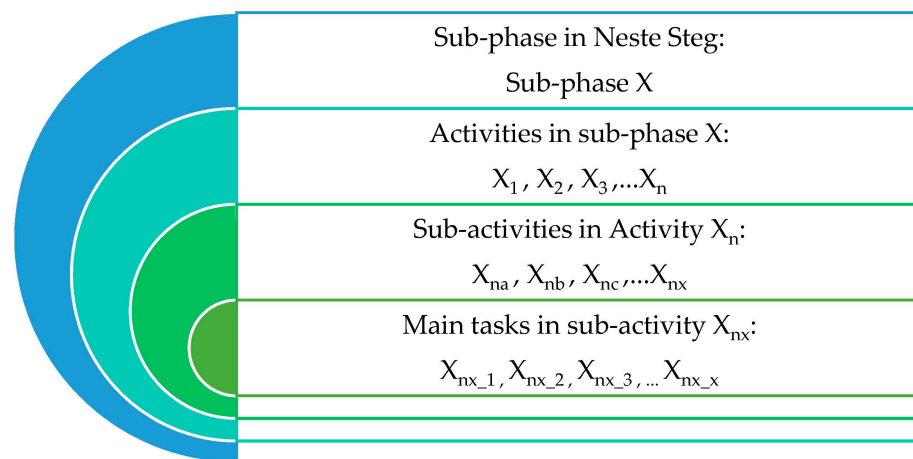 Sub-phase in Neste Steg:
Sub-phase X
Activities in sub-phase X:
X₁ , X₂ , X₃ ,...Xₙ
Sub-activities in Activity Xₙ:
Xna , Xnb , Xnc ,...Xnx
Main tasks in sub-activity Xnx:
Xnx_1 , Xnx_2 , Xnx_3 , ... Xnx_x